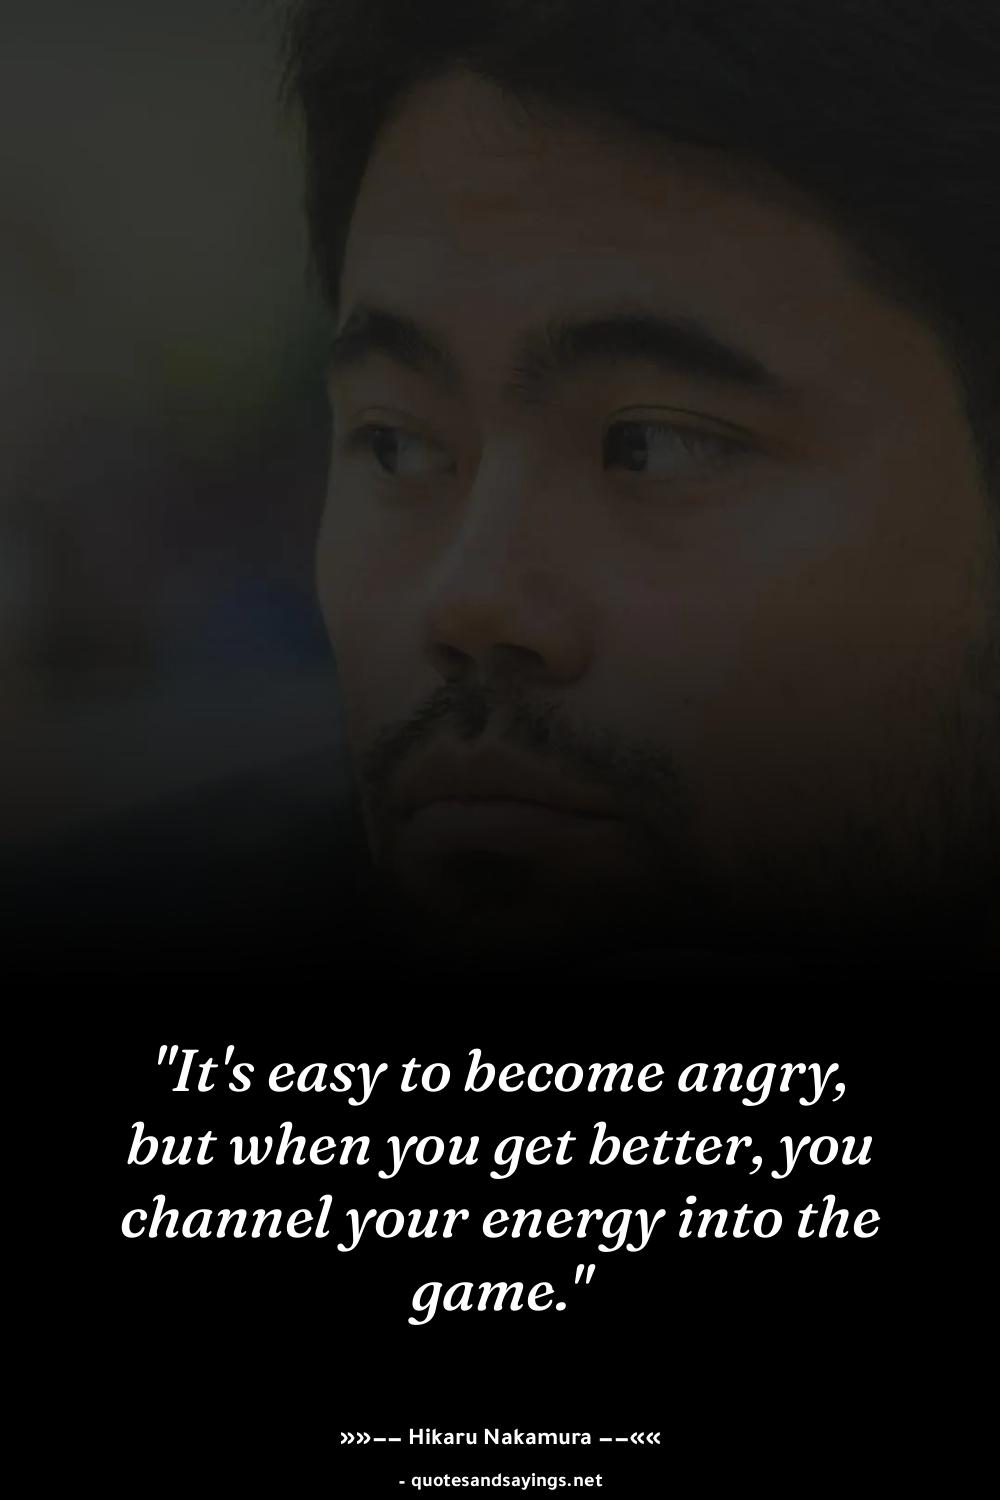 "It's easy to become angry,
but when you get better, you
channel your energy into the
game."
»»–– Hikaru Nakamura ––««
- quotesandsayings.net